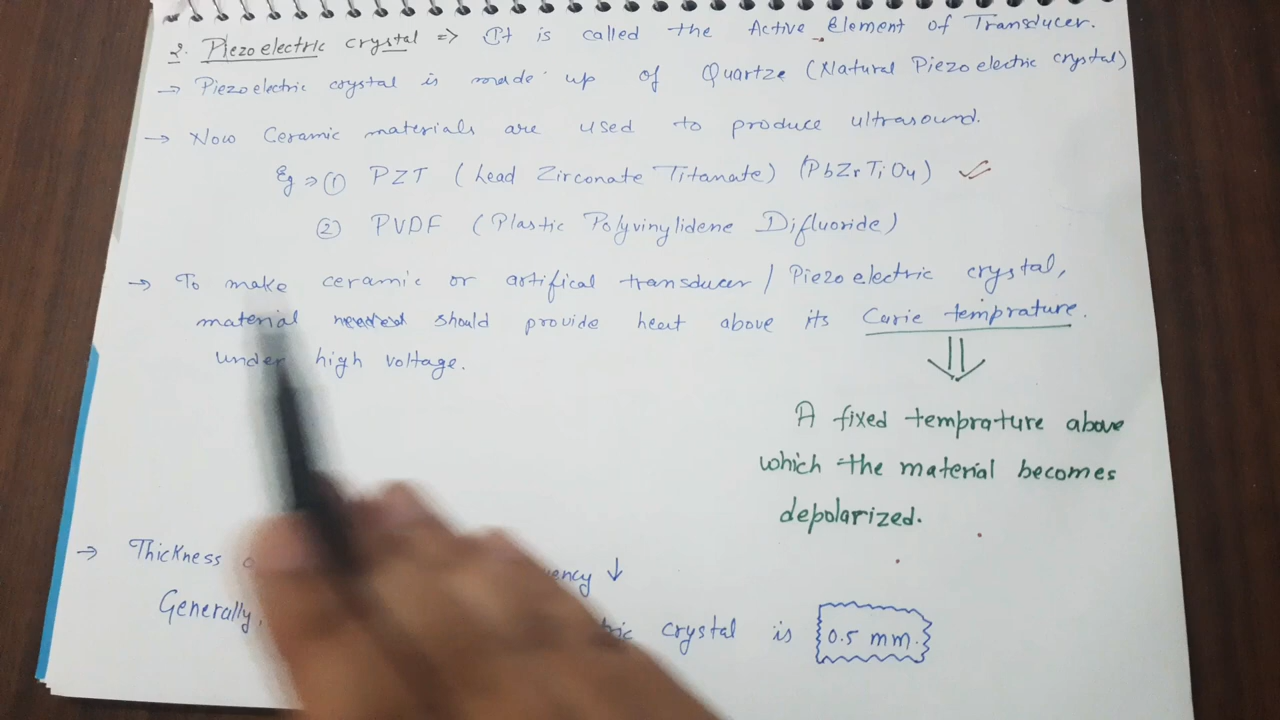 2. Piezoelectric crystal => It is called the Active Element of Transducer.
→ Piezoelectric crystal is made up of Quartze (Natural Piezoelectric crystal)
→ Now Ceramic materials are used to produce ultrasound.
Eg => ① PZT (Lead Zirconate Titanate) (PbZrTiO4)
② PVDF (Plastic Polyvinylidene Difluoride)
→ To make ceramic or artifical transducer / Piezoelectric crystal,
material should provide heat above its Curie temprature.
under high voltage.
A fixed temprature above
which the material becomes
depolarized.
→ Thickness ↓
Generally, crystal is 0.5 mm.